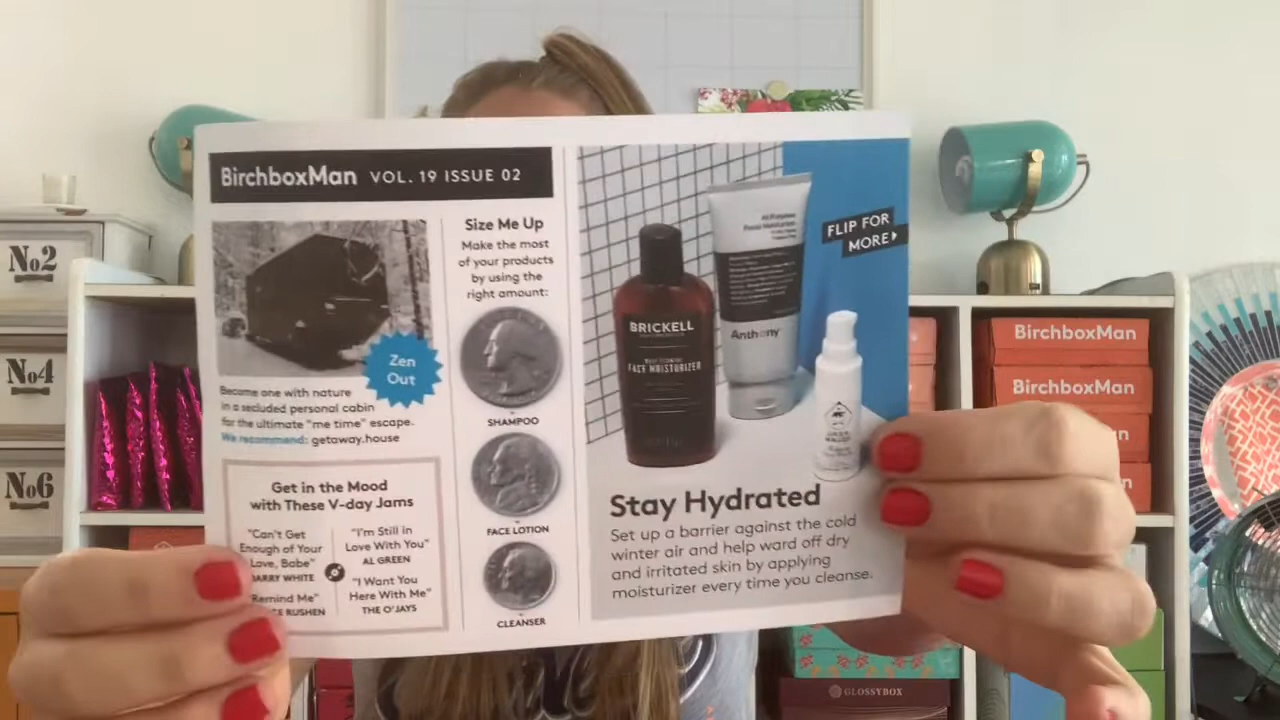 BirchboxMan VOL. 19 ISSUE 02
Zen
Out
Become one with nature
in a secluded personal cabin
for the ultimate "me time" escape.
We recommend: getaway.house
Get in the Mood
with These V-day Jams
"Can't Get
Enough of Your
Love, Babe"
BARRY WHITE
"Remind Me"
RUSHEN
"I'm Still in
Love With You"
AL GREEN
"I Want You
Here With Me"
THE O'JAYS
Size Me Up
Make the most
of your products
by using the
right amount:
SHAMPOO
FACE LOTION
CLEANSER
BRICKELL
FACE MOISTURIZER
Anthony
FLIP FOR
MORE
Stay Hydrated
Set up a barrier against the cold
winter air and help ward off dry
and irritated skin by applying
moisturizer every time you cleanse.
No2
No4
No6
BirchboxMan
BirchboxMan
GLOSSYBOX